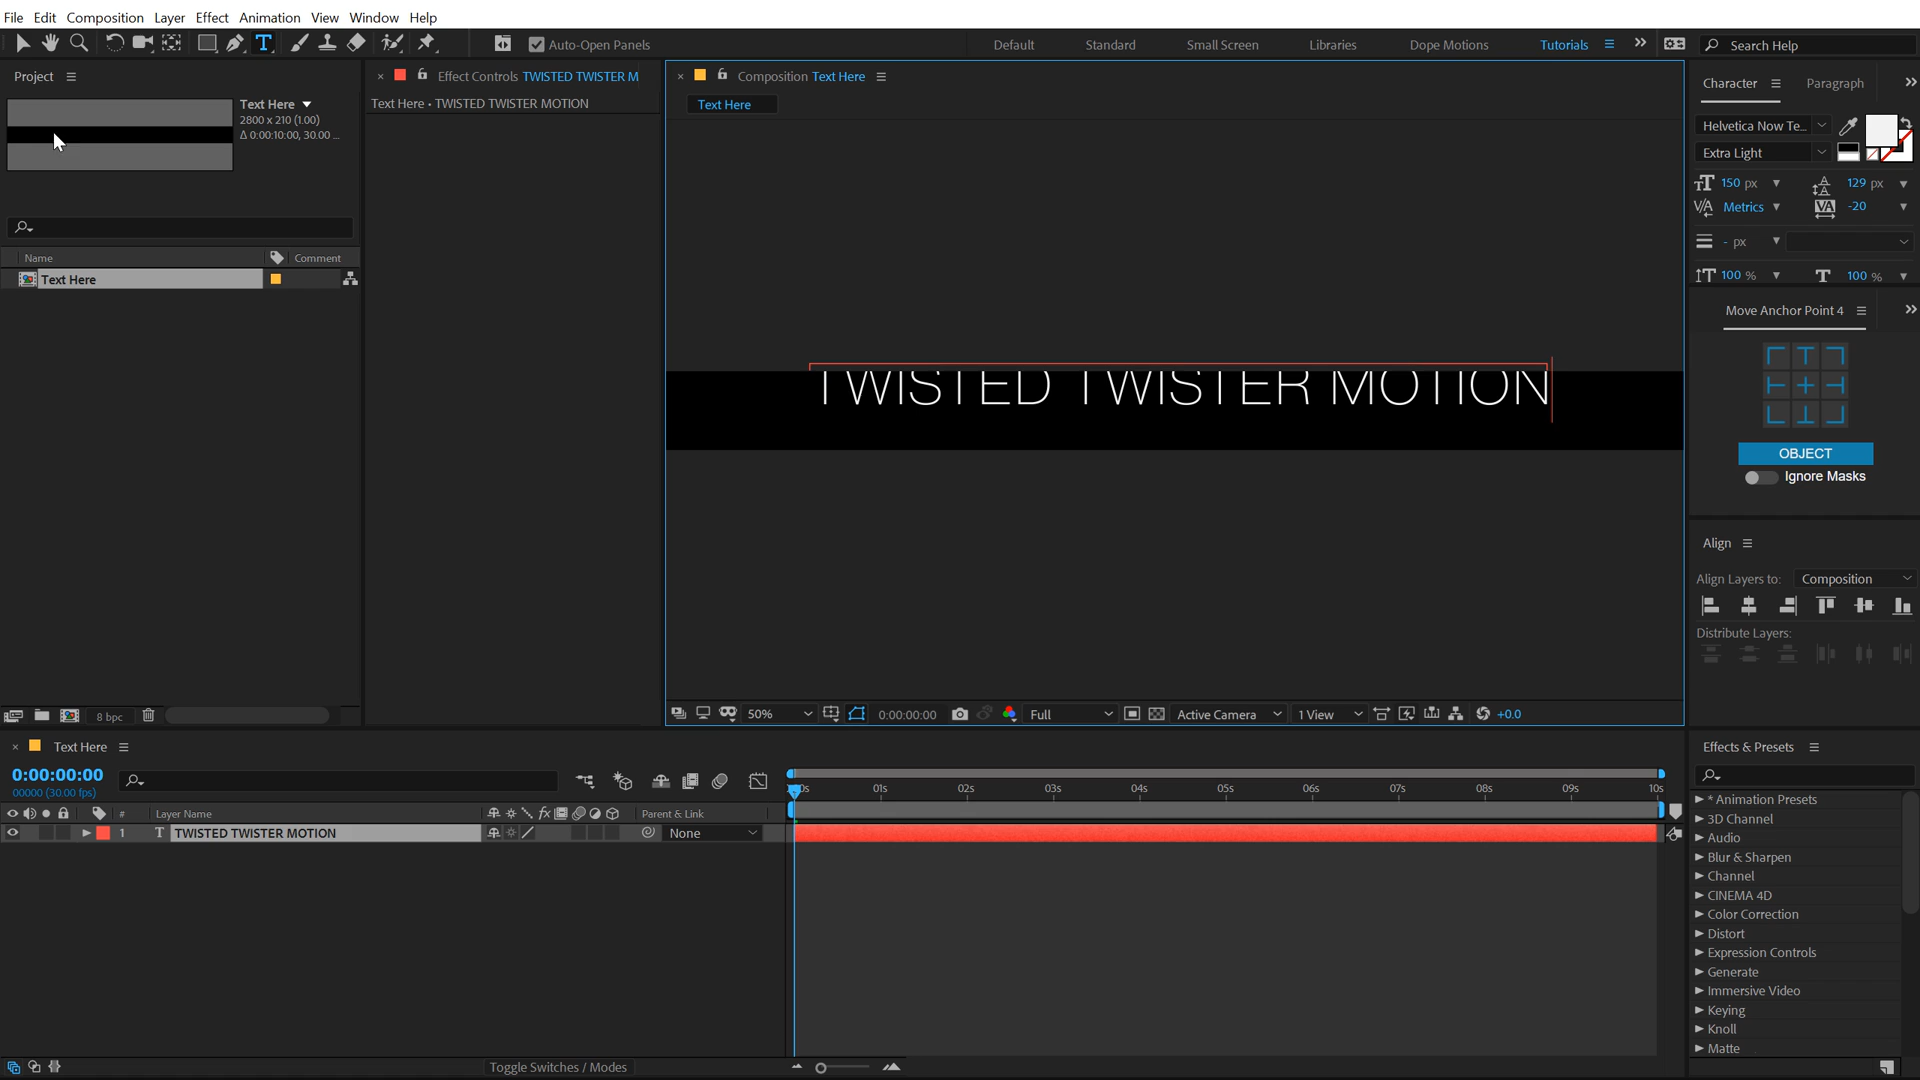 File Edit Composition Layer Effect Animation View Window Help
Auto-Open Panels
Default Standard Small Screen Libraries Dope Motions Tutorials Search Help
Project
Text Here
2800 x 210 (1.00)
Δ 0:00:10:00, 30.00 ...
Name Comment
Text Here
8 bpc
Effect Controls TWISTED TWISTER M
Text Here • TWISTED TWISTER MOTION
Composition Text Here
Text Here
TWISTED TWISTER MOTION
50% 0:00:00:00 Full Active Camera 1 View +0.0
Character Paragraph
Helvetica Now Te...
Extra Light
150 px 129 px
Metrics -20
- px
100 % 100 %
Move Anchor Point 4
OBJECT
Ignore Masks
Align
Align Layers to: Composition
Distribute Layers:
Text Here
0:00:00:00
00000 (30.00 fps)
# Layer Name Parent & Link
1 T TWISTED TWISTER MOTION None
01s 02s 03s 04s 05s 06s 07s 08s 09s 10s
Toggle Switches / Modes
Effects & Presets
* Animation Presets
3D Channel
Audio
Blur & Sharpen
Channel
CINEMA 4D
Color Correction
Distort
Expression Controls
Generate
Immersive Video
Keying
Knoll
Matte